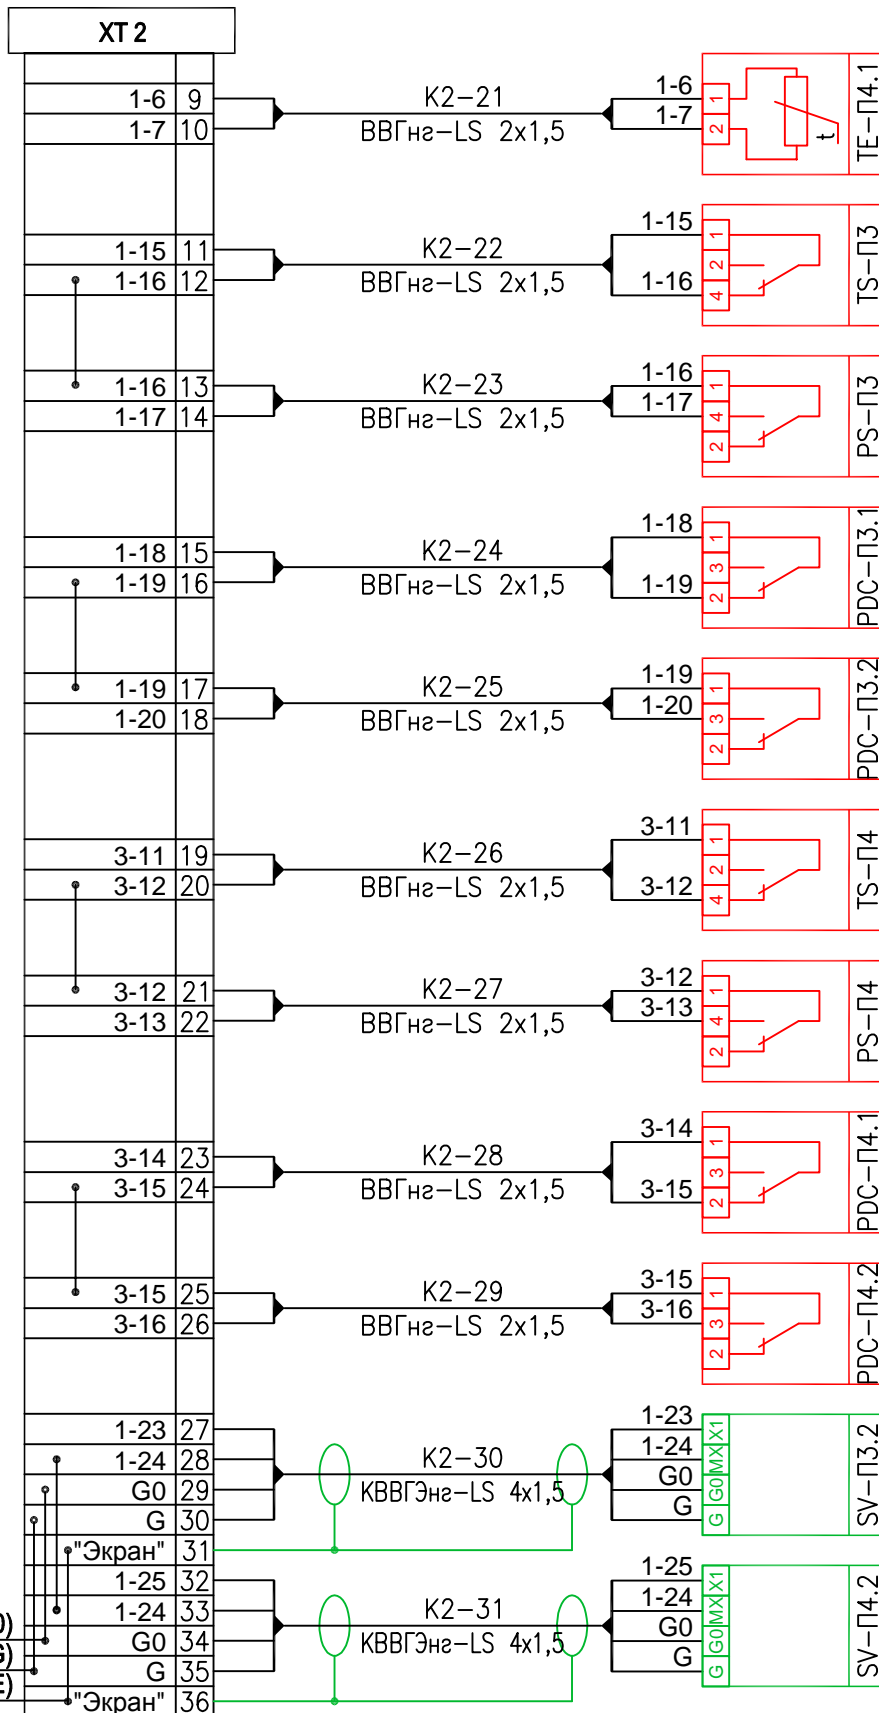 XT 2
1-6 9 K2-21 1-6 1
1-7 10 ВВГнг-LS 2x1,5 1-7 2 t TE-П4.1
1-15 11 K2-22 1-15 1
1-16 12 ВВГнг-LS 2x1,5 2
1-16 4 TS-П3
1-16 13 K2-23 1-16 1
1-17 14 ВВГнг-LS 2x1,5 1-17 4
2 PS-П3
1-18 15 K2-24 1-18 1
1-19 16 ВВГнг-LS 2x1,5 3
1-19 2 PDC-П3.1
1-19 17 K2-25 1-19 1
1-20 18 ВВГнг-LS 2x1,5 1-20 3
2 PDC-П3.2
3-11 19 K2-26 3-11 1
3-12 20 ВВГнг-LS 2x1,5 2
3-12 4 TS-П4
3-12 21 K2-27 3-12 1
3-13 22 ВВГнг-LS 2x1,5 3-13 4
2 PS-П4
3-14 23 K2-28 3-14 1
3-15 24 ВВГнг-LS 2x1,5 3
3-15 2 PDC-П4.1
3-15 25 K2-29 3-15 1
3-16 26 ВВГнг-LS 2x1,5 3-16 3
2 PDC-П4.2
1-23 27 1-23 X1
1-24 28 K2-30 1-24 MX
G0 29 КВВГЭнг-LS 4x1,5 G0 G0
G 30 G G SV-П3.2
"Экран" 31
1-25 32 1-25 X1
1-24 33 K2-31 1-24 MX
G0 34 КВВГЭнг-LS 4x1,5 G0 G0
G 35 G G SV-П4.2
"Экран" 36